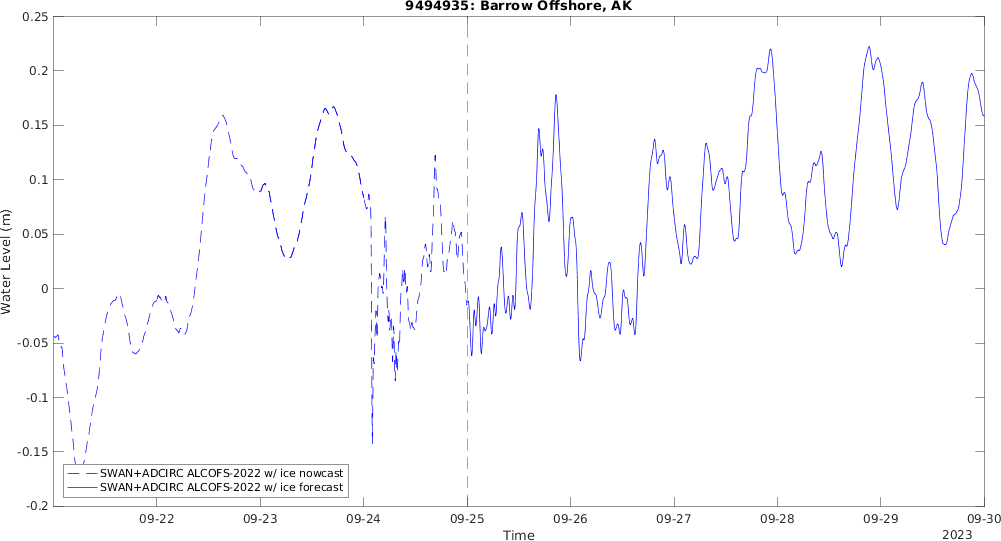 9494935: Barrow Offshore, AK
0.25
0.2
0.15
0.1
0.05
0
-0.05
-0.1
-0.15
-0.2
Water Level (m)
SWAN+ADCIRC ALCOFS-2022 w/ ice nowcast
SWAN+ADCIRC ALCOFS-2022 w/ ice forecast
09-22 09-23 09-24 09-25 09-26 09-27 09-28 09-29 09-30
Time
2023